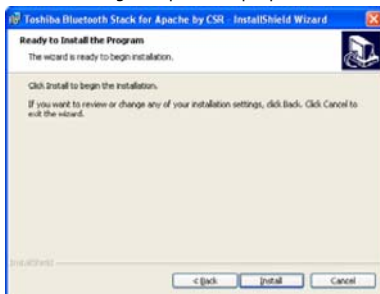 Toshiba Bluetooth Stack for Apache by CSR - InstallShield Wizard
Ready to Install the Program
The wizard is ready to begin installation.
Click Install to begin the installation.
If you want to review or change any of your installation settings, click Back. Click Cancel to
exit the wizard.
InstallShield
< Back
Install
Cancel